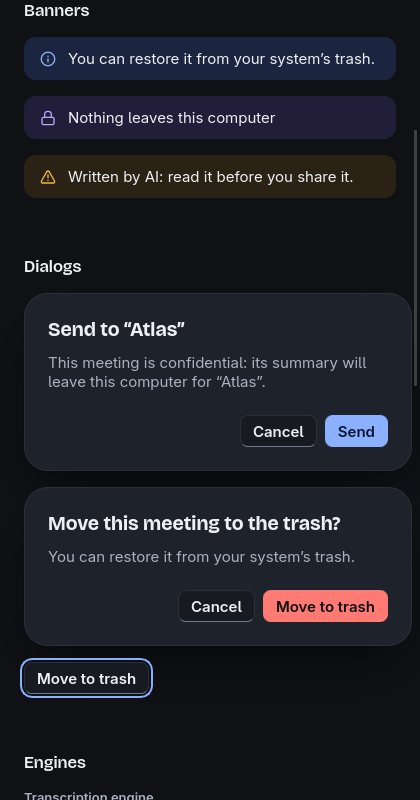 Banners
You can restore it from your system’s trash.
Nothing leaves this computer
Written by AI: read it before you share it.
Dialogs
Send to “Atlas”
This meeting is confidential: its summary will
leave this computer for “Atlas”.
Cancel
Send
Move this meeting to the trash?
You can restore it from your system’s trash.
Cancel
Move to trash
Move to trash
Engines
Transcription engine